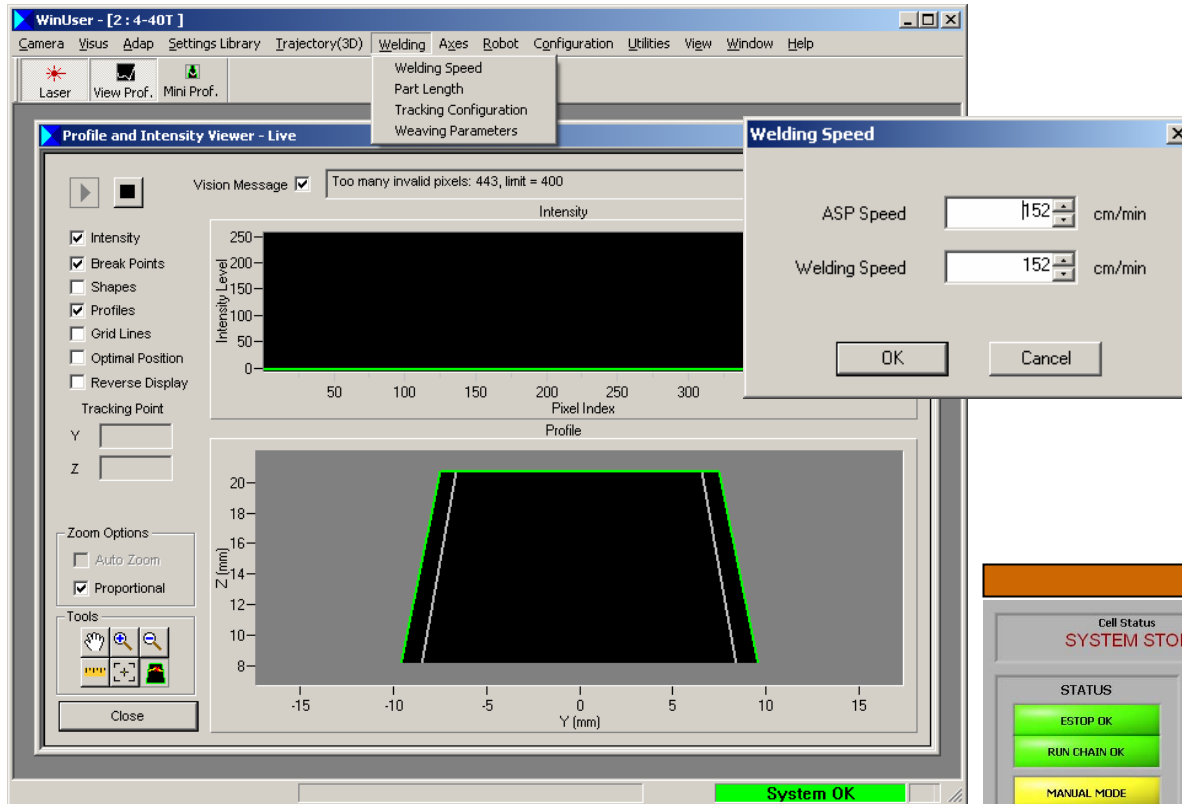 WinUser - [2 : 4-40T ]
Camera Visus Adap Settings Library Trajectory(3D) Welding Axes Robot Configuration Utilities View Window Help
Laser View Prof. Mini Prof.
Welding Speed
Part Length
Tracking Configuration
Weaving Parameters
Profile and Intensity Viewer - Live
Vision Message Too many invalid pixels: 443, limit = 400
Intensity
Break Points
Shapes
Profiles
Grid Lines
Optimal Position
Reverse Display
Tracking Point
Y
Z
Zoom Options
Auto Zoom
Proportional
Tools
Close
Intensity
Intensity Level
250
200
150
100
50
0
50 100 150 200 250 300
Pixel Index
Profile
Z (mm)
20
18
16
14
12
10
8
-15 -10 -5 0 5 10 15
Y (mm)
System OK
Welding Speed
ASP Speed 152 cm/min
Welding Speed 152 cm/min
OK Cancel
Cell Status
SYSTEM STO
STATUS
ESTOP OK
RUN CHAIN OK
MANUAL MODE